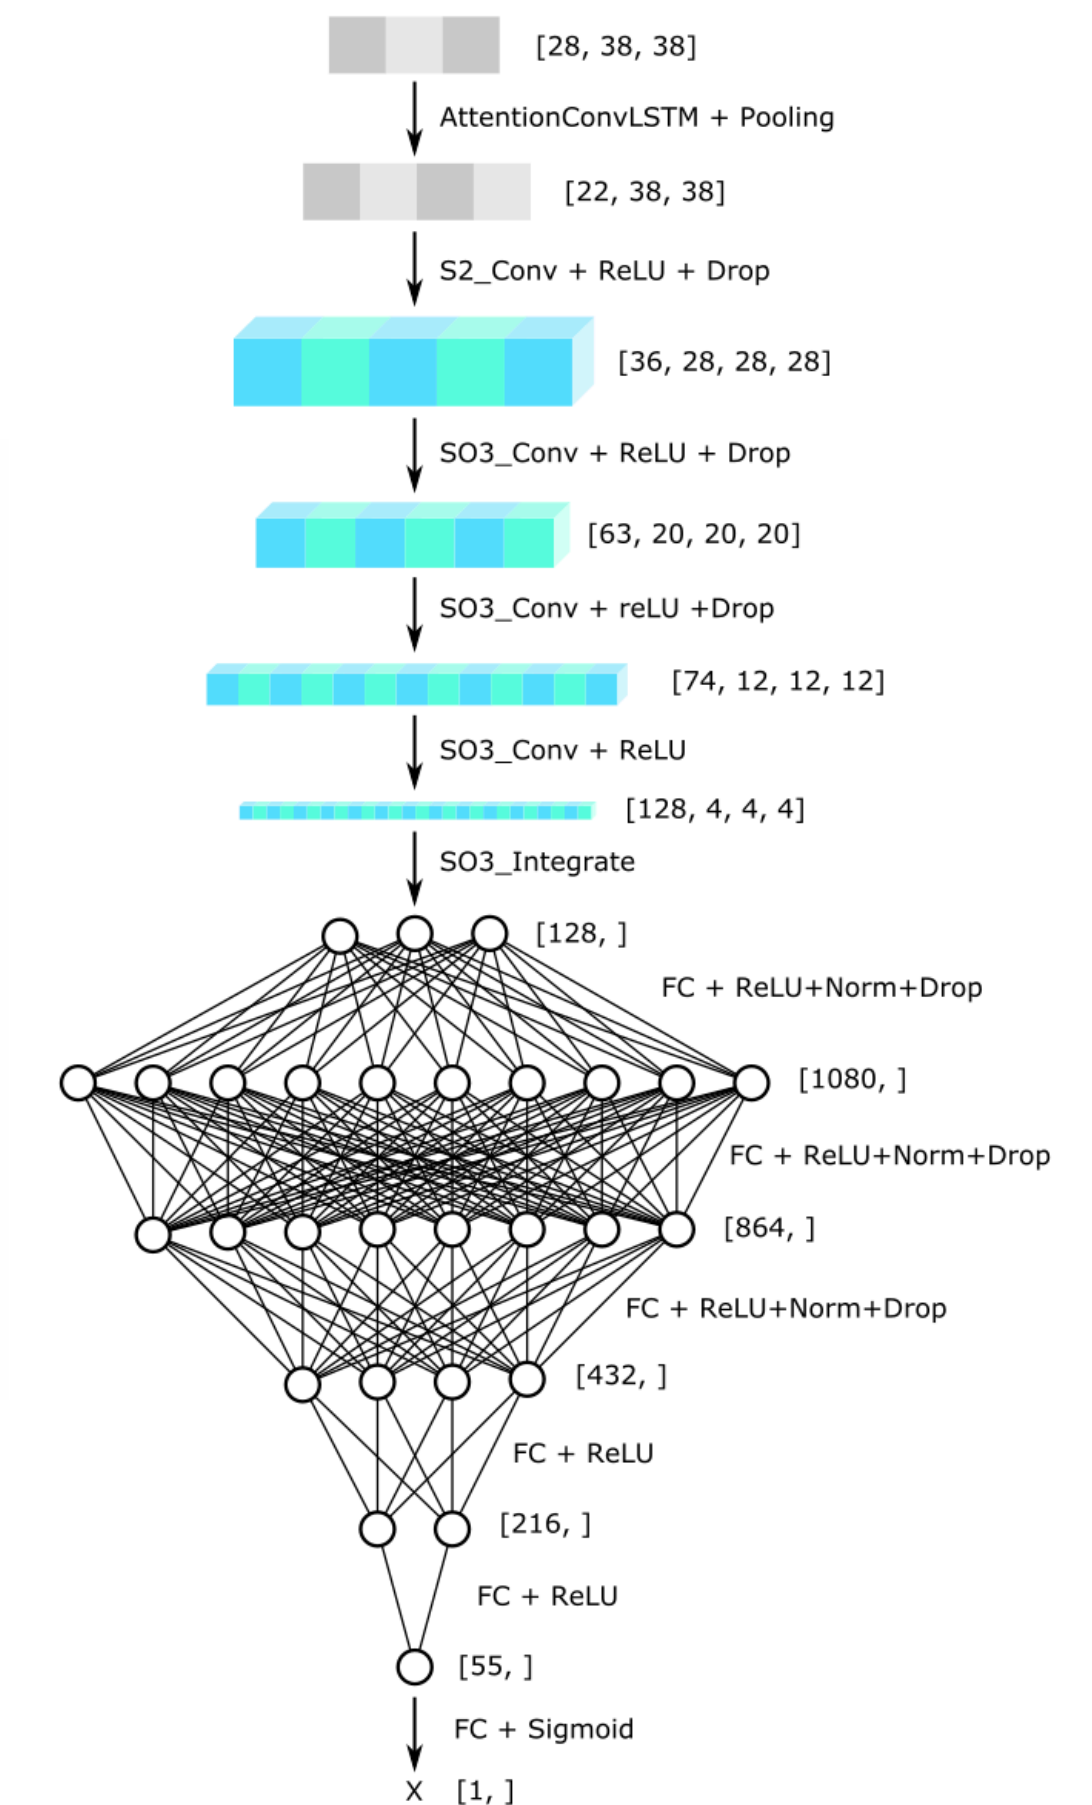 [28, 38, 38]
AttentionConvLSTM + Pooling
[22, 38, 38]
S2_Conv + ReLU + Drop
[36, 28, 28, 28]
SO3_Conv + ReLU + Drop
[63, 20, 20, 20]
SO3_Conv + reLU +Drop
[74, 12, 12, 12]
SO3_Conv + ReLU
[128, 4, 4, 4]
SO3_Integrate
[128, ]
FC + ReLU+Norm+Drop
[1080, ]
FC + ReLU+Norm+Drop
[864, ]
FC + ReLU+Norm+Drop
[432, ]
FC + ReLU
[216, ]
FC + ReLU
[55, ]
FC + Sigmoid
X [1, ]